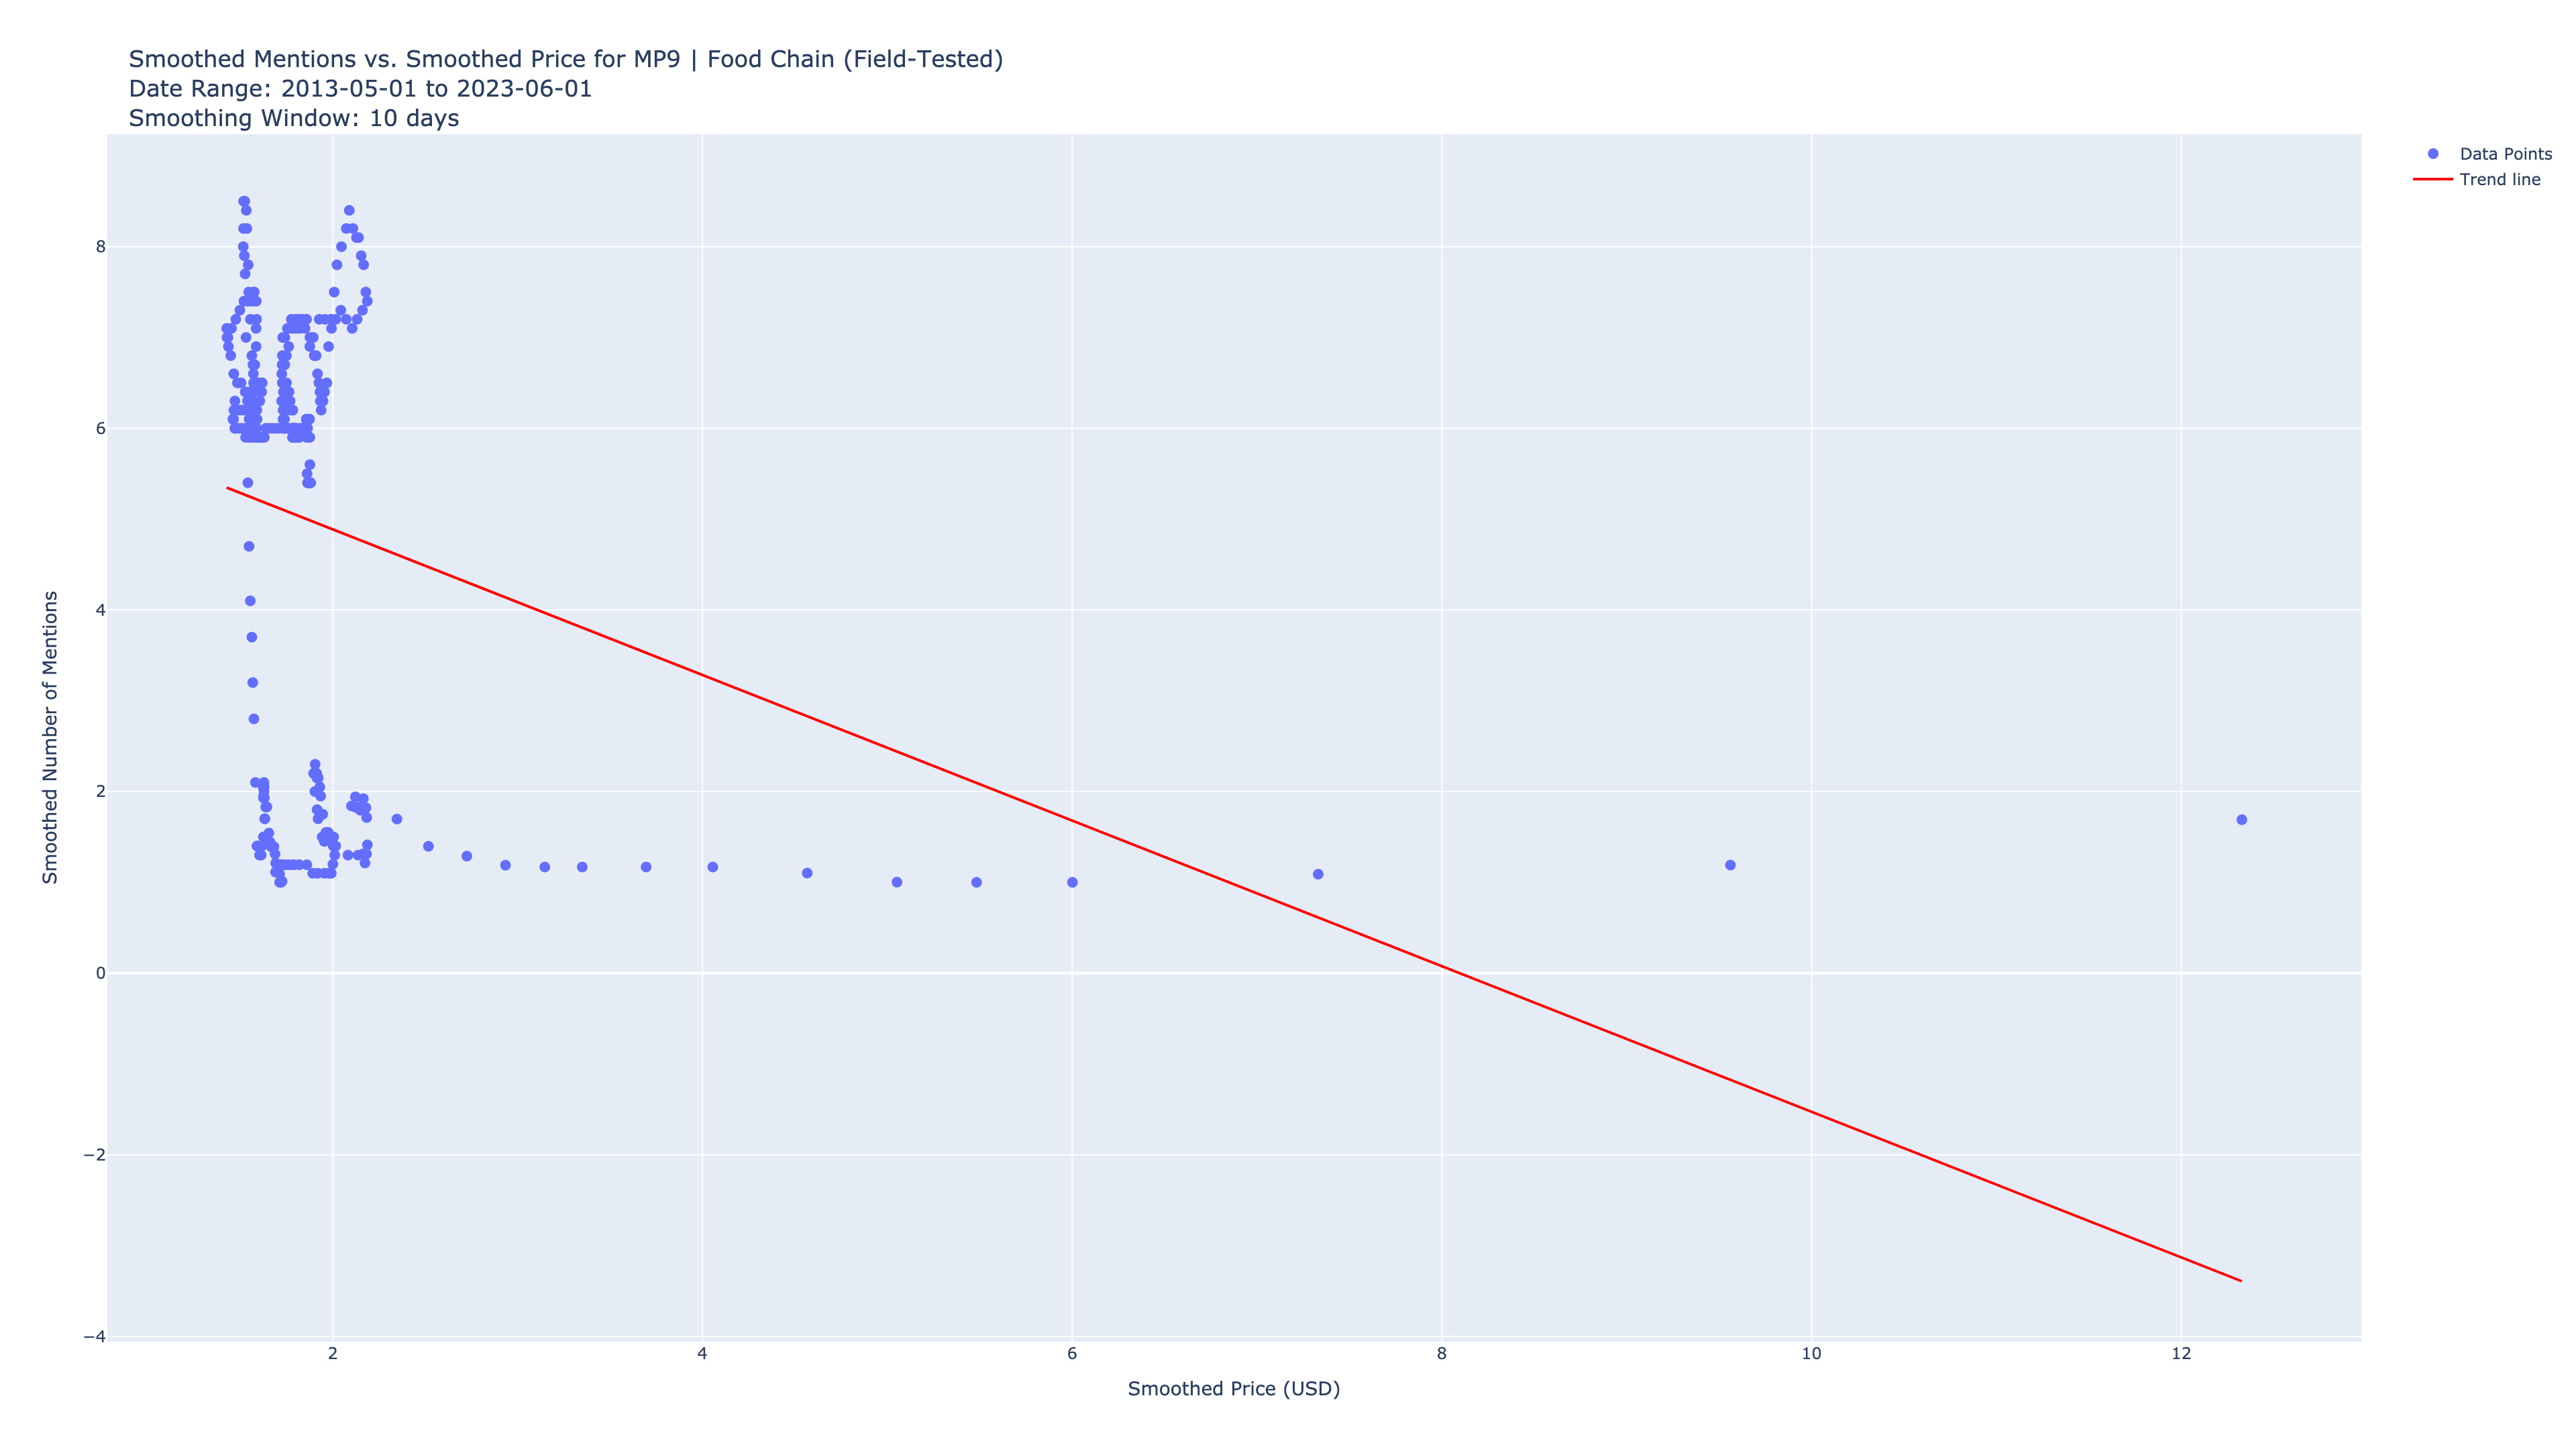 Smoothed Mentions vs. Smoothed Price for MP9 | Food Chain (Field-Tested)
Date Range: 2013-05-01 to 2023-06-01
Smoothing Window: 10 days
Data Points
Trend line
Smoothed Number of Mentions
8
6
4
2
0
−2
−4
2
4
6
8
10
12
Smoothed Price (USD)